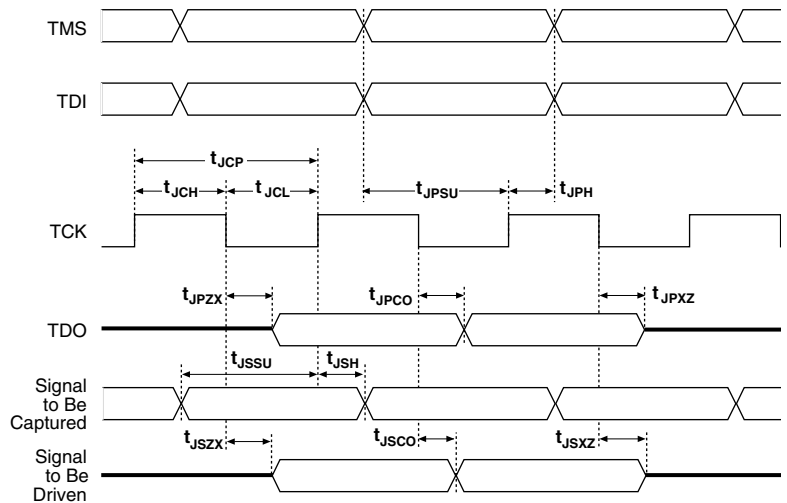 TMS
TDI
tJCP
tJCH
tJCL
tJPSU
tJPH
TCK
tJPZX
tJPCO
tJPXZ
TDO
tJSSU
tJSH
Signal
to Be
Captured
tJSZX
tJSCO
tJSXZ
Signal
to Be
Driven